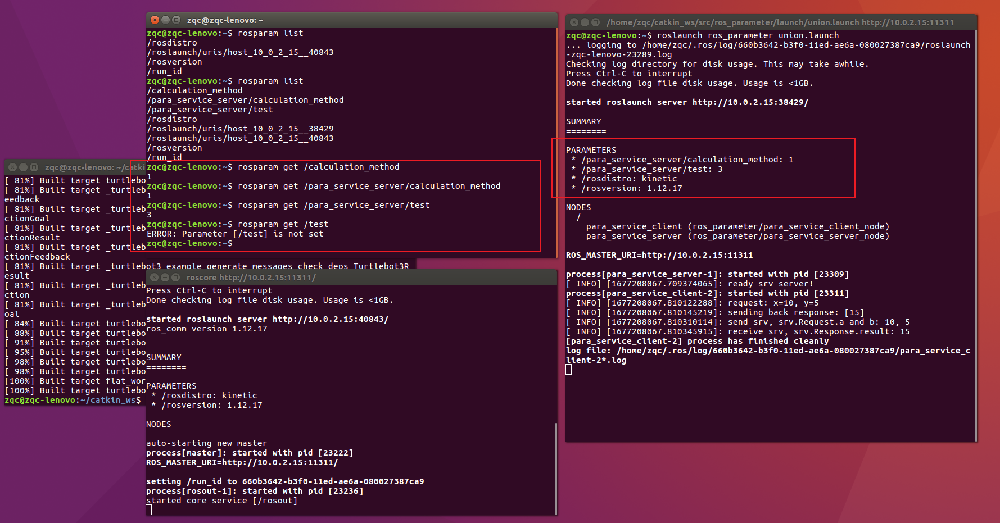 zqc@zqc-lenovo: ~
zqc@zqc-lenovo:~$ rosparam list
/rosdistro
/roslaunch/uris/host_10_0_2_15__40843
/rosversion
/run_id
zqc@zqc-lenovo:~$ rosparam list
/calculation_method
/para_service_server/calculation_method
/para_service_server/test
/rosdistro
/roslaunch/uris/host_10_0_2_15__38429
/roslaunch/uris/host_10_0_2_15__40843
/rosversion
/run_id
zqc@zqc-lenovo:~$ rosparam get /calculation_method
1
zqc@zqc-lenovo:~$ rosparam get /para_service_server/calculation_method
1
zqc@zqc-lenovo:~$ rosparam get /para_service_server/test
3
zqc@zqc-lenovo:~$ rosparam get /test
ERROR: Parameter [/test] is not set
zqc@zqc-lenovo:~$
/home/zqc/catkin_ws/src/ros_parameter/launch/union.launch http://10.0.2.15:11311
zqc@zqc-lenovo:~$ roslaunch ros_parameter union.launch
... logging to /home/zqc/.ros/log/660b3642-b3f0-11ed-ae6a-080027387ca9/roslaunch
-zqc-lenovo-23289.log
Checking log directory for disk usage. This may take awhile.
Press Ctrl-C to interrupt
Done checking log file disk usage. Usage is <1GB.
started roslaunch server http://10.0.2.15:38429/
SUMMARY
========
PARAMETERS
* /para_service_server/calculation_method: 1
* /para_service_server/test: 3
* /rosdistro: kinetic
* /rosversion: 1.12.17
NODES
/
para_service_client (ros_parameter/para_service_client_node)
para_service_server (ros_parameter/para_service_server_node)
ROS_MASTER_URI=http://10.0.2.15:11311
process[para_service_server-1]: started with pid [23309]
[ INFO] [1677208067.709374065]: ready srv server!
process[para_service_client-2]: started with pid [23311]
[ INFO] [1677208067.810122288]: request: x=10, y=5
[ INFO] [1677208067.810145219]: sending back response: [15]
[ INFO] [1677208067.810310114]: send srv, srv.Request.a and b: 10, 5
[ INFO] [1677208067.810345915]: receive srv, srv.Response.result: 15
[para_service_client-2] process has finished cleanly
log file: /home/zqc/.ros/log/660b3642-b3f0-11ed-ae6a-080027387ca9/para_service_c
lient-2*.log
zqc@zqc-lenovo: ~/catki
[ 81%] Built target turtlebo
[ 81%] Built target _turtleb
eedback
[ 81%] Built target _turtleb
ctionGoal
[ 81%] Built target _turtleb
ctionResult
[ 81%] Built target _turtleb
ctionFeedback
[ 81%] Built target _turtlebot3_example_generate_messages_check_deps_Turtlebot3R
esult
[ 81%] Built target _turtleb
ction
[ 81%] Built target _turtleb
oal
[ 84%] Built target turtlebo
[ 88%] Built target turtlebo
[ 91%] Built target turtlebo
[ 95%] Built target turtlebo
[ 98%] Built target turtlebo
[ 98%] Built target turtlebo
[100%] Built target flat_wor
[100%] Built target turtlebo
zqc@zqc-lenovo:~/catkin_ws$
roscore http://10.0.2.15:11311/
Press Ctrl-C to interrupt
Done checking log file disk usage. Usage is <1GB.
started roslaunch server http://10.0.2.15:40843/
ros_comm version 1.12.17
SUMMARY
========
PARAMETERS
* /rosdistro: kinetic
* /rosversion: 1.12.17
NODES
auto-starting new master
process[master]: started with pid [23222]
ROS_MASTER_URI=http://10.0.2.15:11311/
setting /run_id to 660b3642-b3f0-11ed-ae6a-080027387ca9
process[rosout-1]: started with pid [23236]
started core service [/rosout]